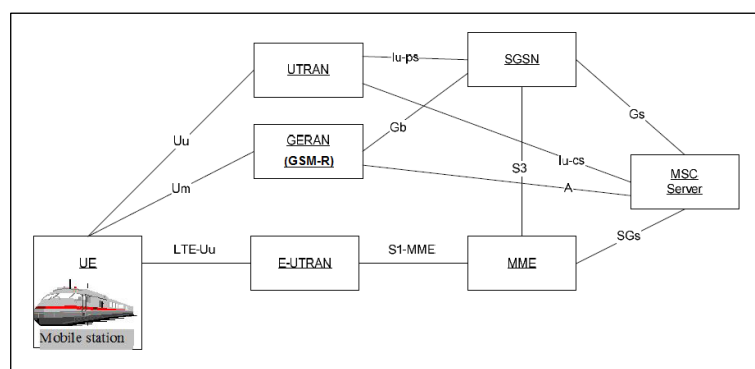 Iu-ps
UTRAN
SGSN
Gs
Uu
Gb
GERAN
(GSM-R)
Iu-cs
Um
S3
A
MSC
Server
SGs
UE
LTE-Uu
E-UTRAN
S1-MME
MME
Mobile station